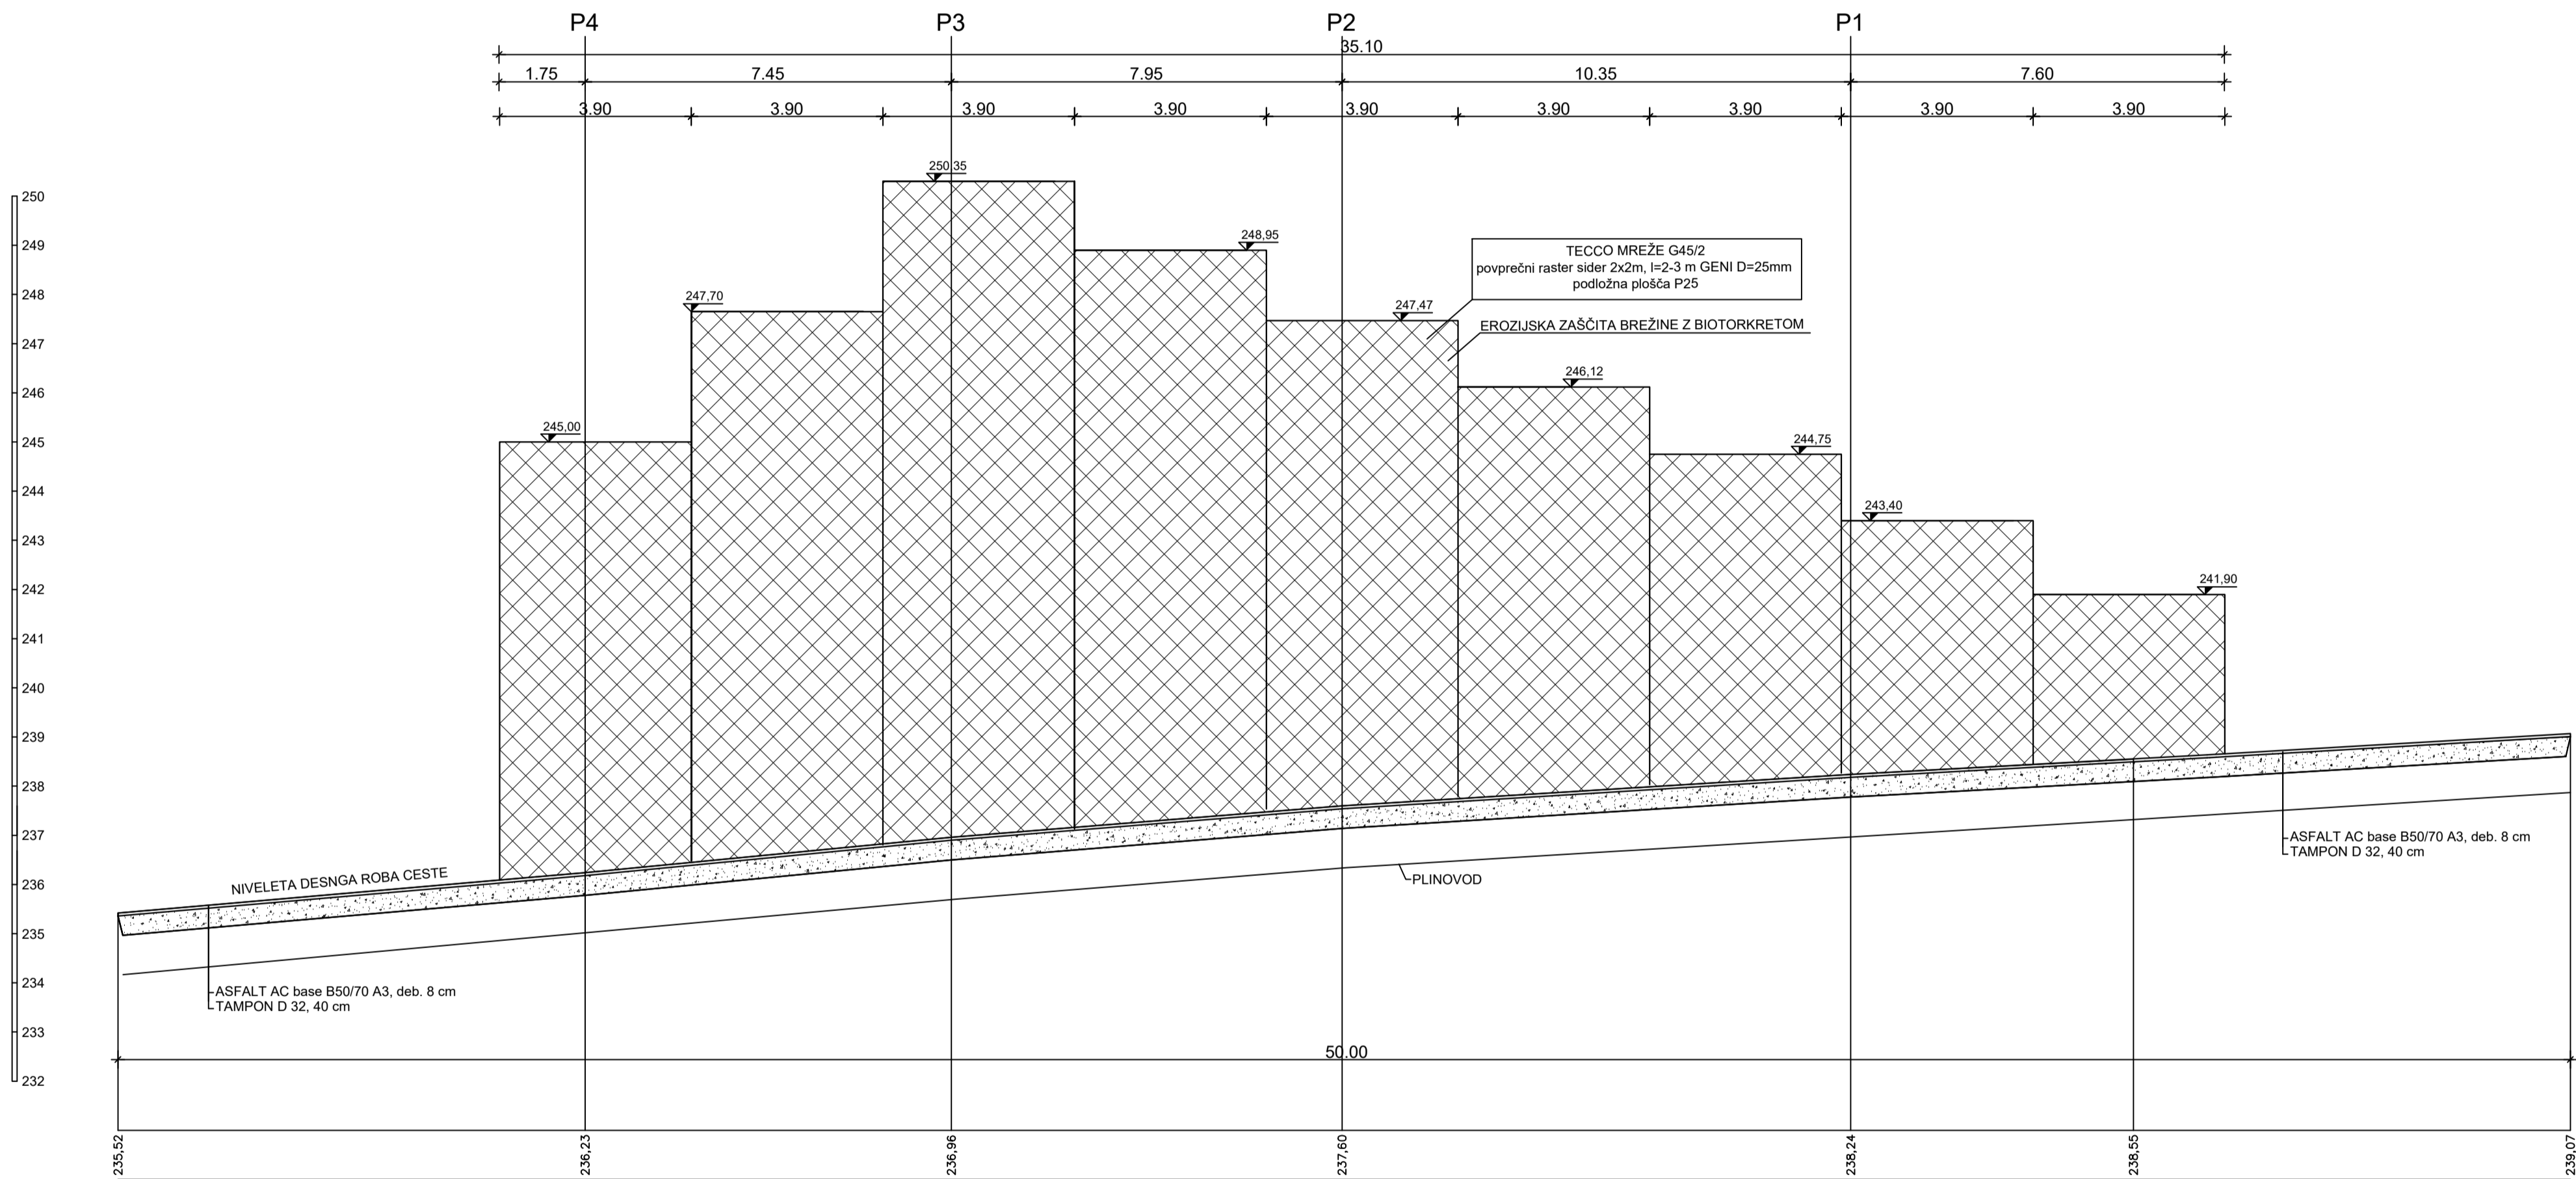 P4 P3 P2 P1
35.10
1.75 7.45 7.95 10.35 7.60
3.90 3.90 3.90 3.90 3.90 3.90 3.90 3.90 3.90
250,35
248,95
247,70
247,47
246,12
245,00
244,75
243,40
241,90
TECCO MREŽE G45/2
povprečni raster sider 2x2m, l=2-3 m GENI D=25mm
podložna plošča P25
EROZIJSKA ZAŠČITA BREŽINE Z BIOTORKRETOM
250
249
248
247
246
245
244
243
242
241
240
239
238
237
236
235
234
233
232
NIVELETA DESNGA ROBA CESTE
PLINOVOD
ASFALT AC base B50/70 A3, deb. 8 cm
TAMPON D 32, 40 cm
ASFALT AC base B50/70 A3, deb. 8 cm
TAMPON D 32, 40 cm
50.00
235,52
236,23
236,96
237,60
238,24
238,55
239,07